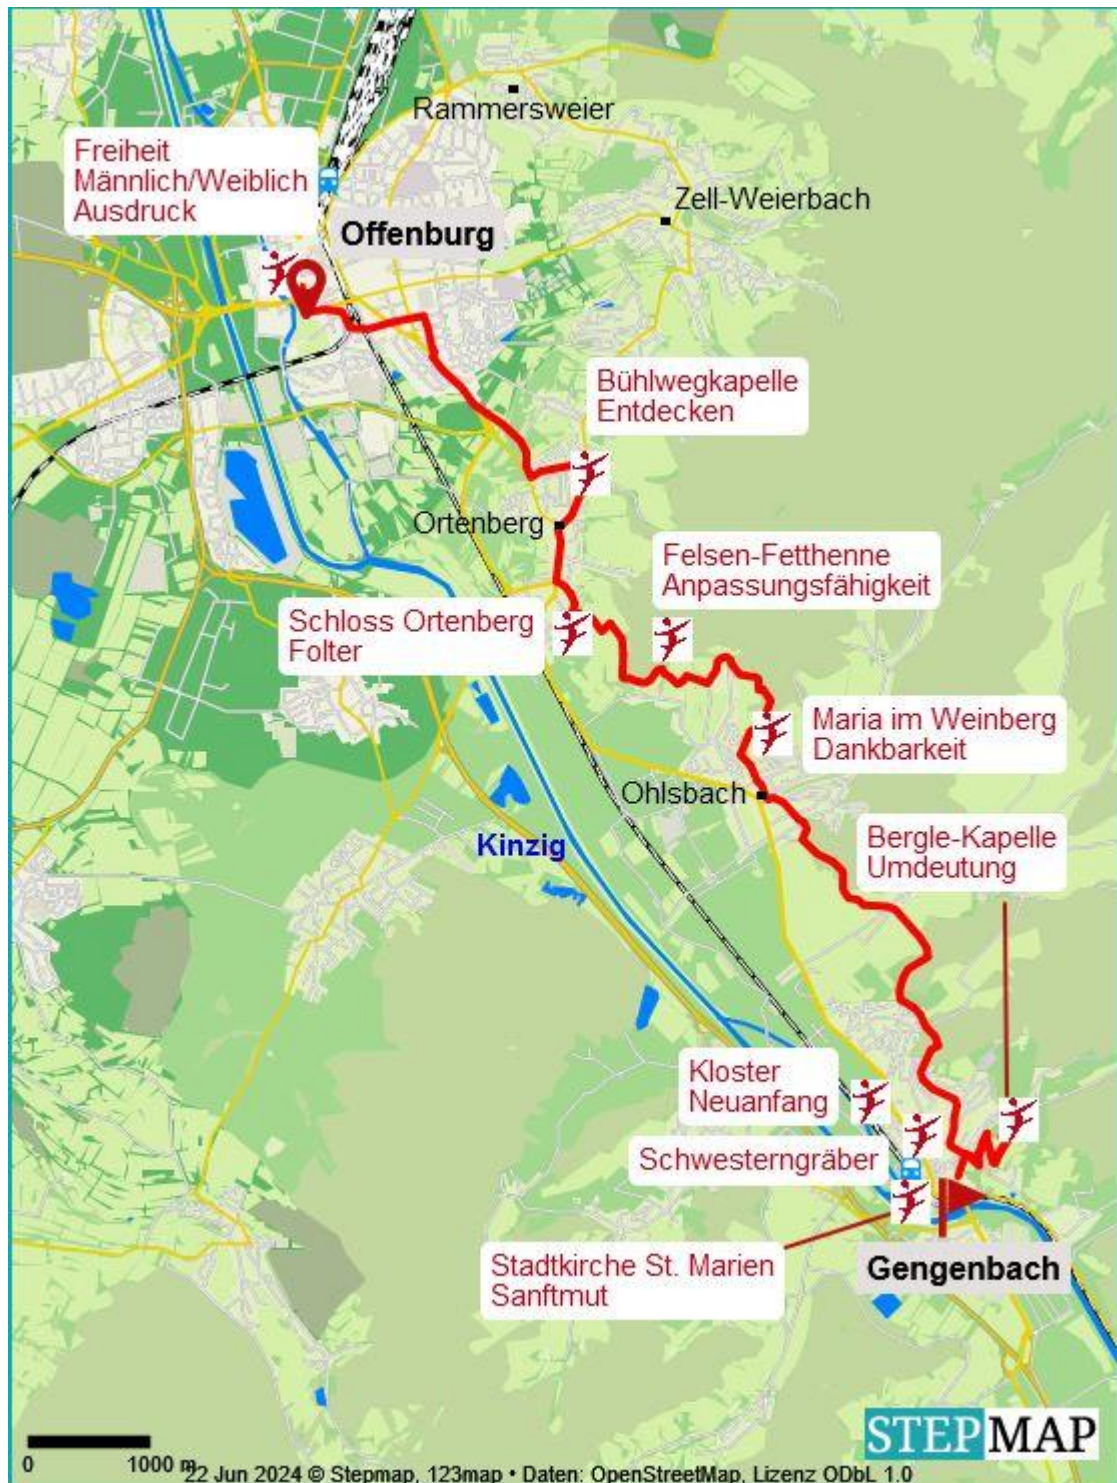 Rammersweier
Freiheit
Männlich/Weiblich
Ausdruck
Zell-Weierbach
Offenburg
Bühlwegkapelle
Entdecken
Ortenberg
Felsen-Fetthenne
Anpassungsfähigkeit
Schloss Ortenberg
Folter
Maria im Weinberg
Dankbarkeit
Ohlsbach
Kinzig
Bergle-Kapelle
Umdeutung
Kloster
Neuanfang
Schwesterngräber
Stadtkirche St. Marien
Sanftmut
Gengenbach
STEPMAP
0 1000 m
22 Jun 2024 © Stepmap, 123map • Daten: OpenStreetMap, Lizenz ODbL 1.0